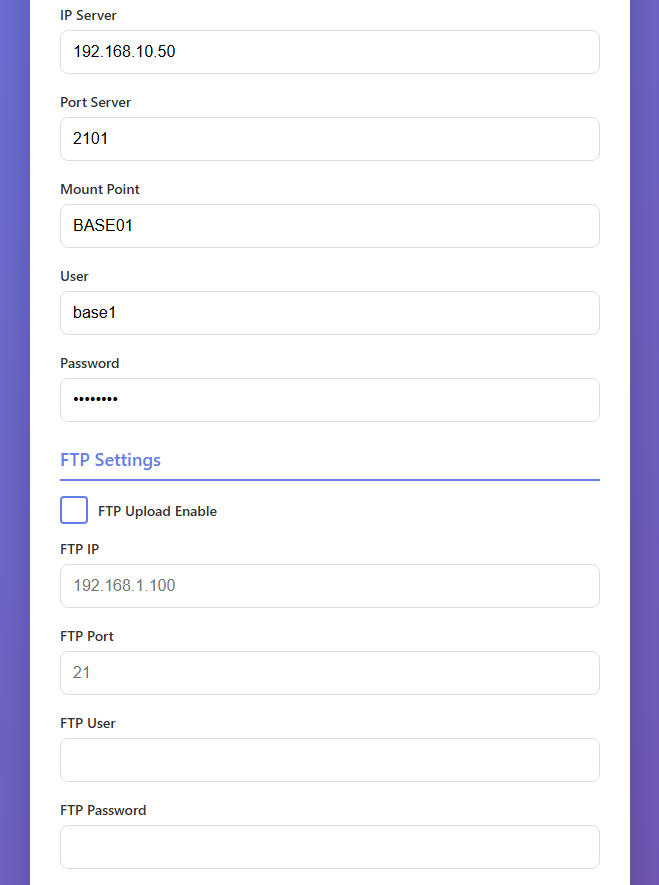 IP Server
192.168.10.50
Port Server
2101
Mount Point
BASE01
User
base1
Password
••••••••
FTP Settings
FTP Upload Enable
FTP IP
192.168.1.100
FTP Port
21
FTP User
FTP Password